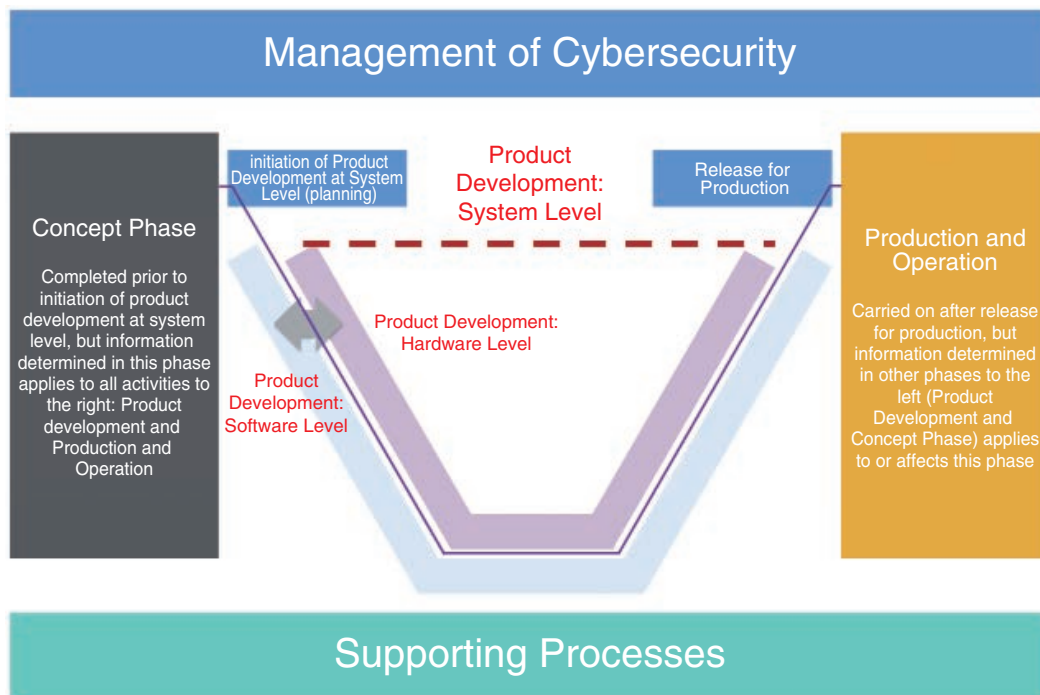 Management of Cybersecurity
Concept Phase
Completed prior to
initiation of product
development at system
level, but information
determined in this phase
applies to all activities to
the right: Product
development and
Production and
Operation
initiation of Product
Development at System
Level (planning)
Product
Development:
System Level
Release for
Production
Product Development:
Hardware Level
Product
Development:
Software Level
Production and
Operation
Carried on after release
for production, but
information determined
in other phases to the
left (Product
Development and
Concept Phase) applies
to or affects this phase
Supporting Processes